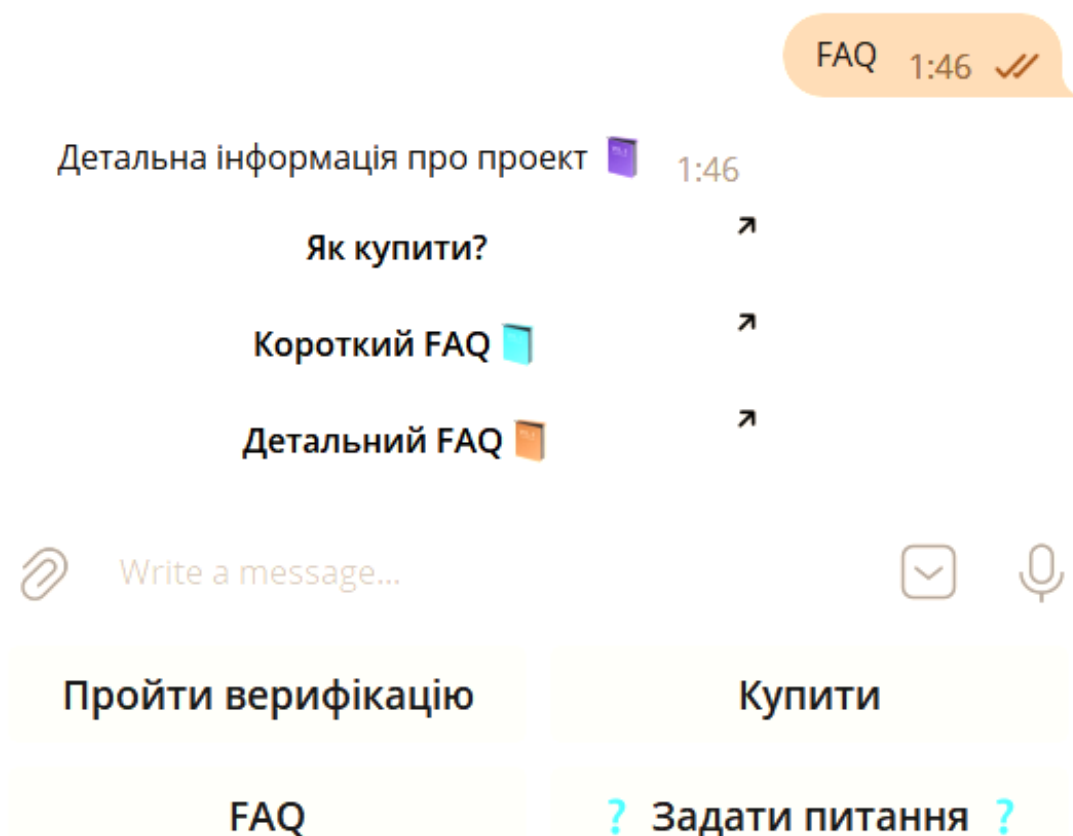 FAQ 1:46
Детальна інформація про проект 1:46
Як купити?
Короткий FAQ
Детальний FAQ
Write a message...
Пройти верифікацію
Купити
FAQ
? Задати питання ?